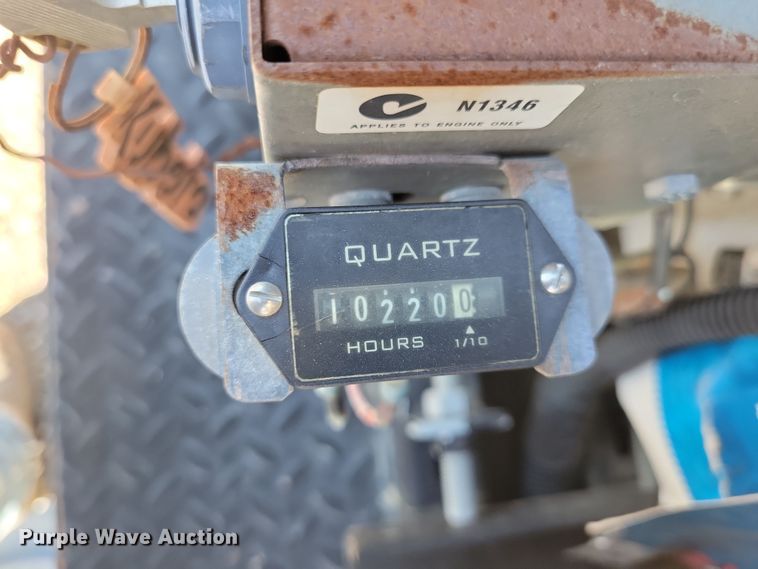 N1346
APPLIES TO ENGINE ONLY
QUARTZ
102200
HOURS 1/10
Purple Wave Auction